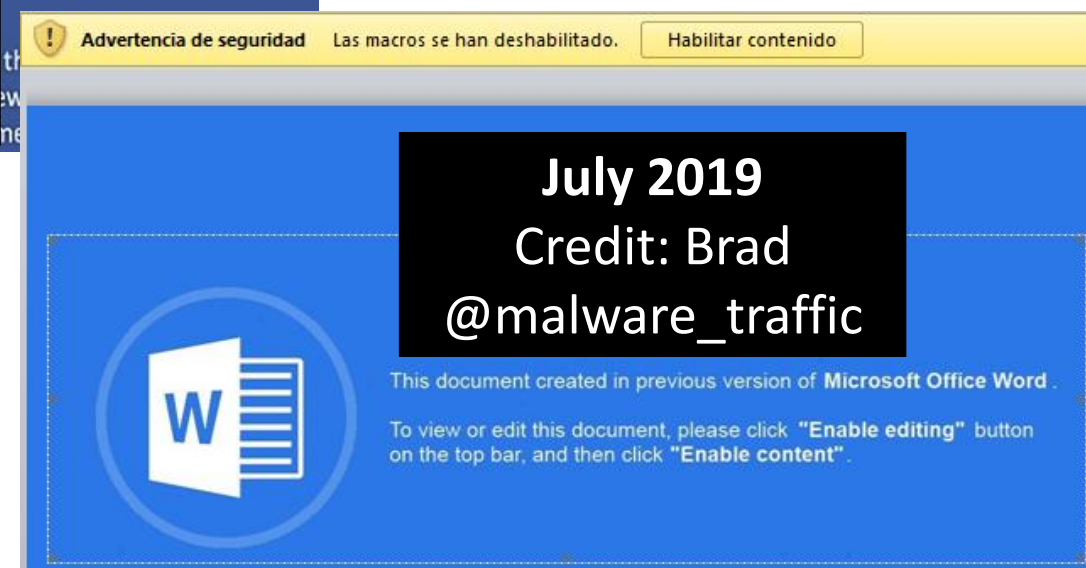 Advertencia de seguridad Las macros se han deshabilitado. Habilitar contenido
July 2019
Credit: Brad
@malware_traffic
W
This document created in previous version of Microsoft Office Word .
To view or edit this document, please click "Enable editing" button
on the top bar, and then click "Enable content".